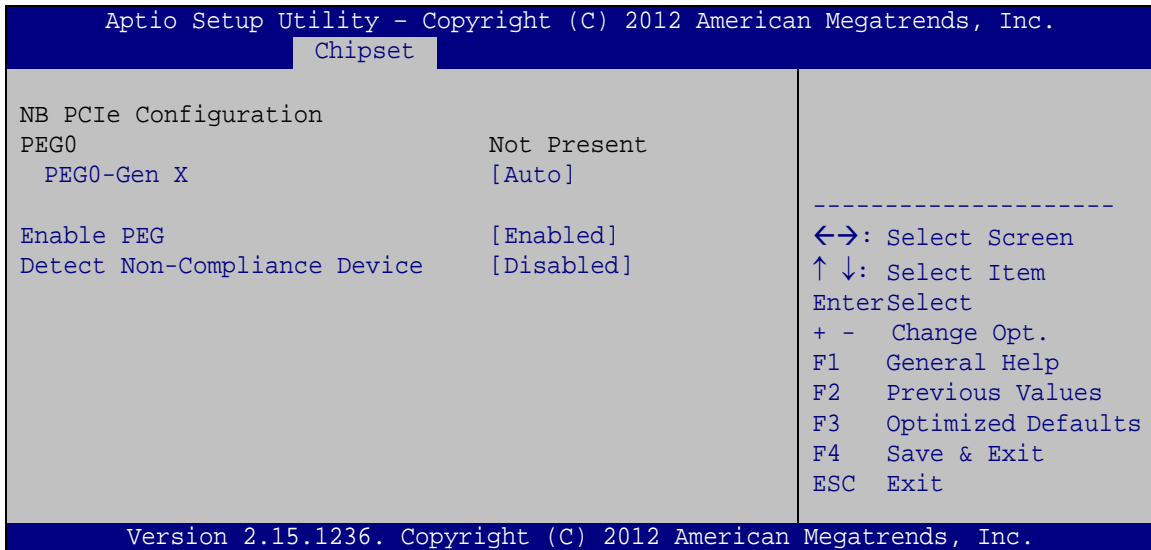 Aptio Setup Utility – Copyright (C) 2012 American Megatrends, Inc.
Chipset
NB PCIe Configuration
PEG0 Not Present
PEG0-Gen X [Auto]
Enable PEG [Enabled]
Detect Non-Compliance Device [Disabled]
---------------------
←→: Select Screen
↑ ↓: Select Item
EnterSelect
+ - Change Opt.
F1 General Help
F2 Previous Values
F3 Optimized Defaults
F4 Save & Exit
ESC Exit
Version 2.15.1236. Copyright (C) 2012 American Megatrends, Inc.